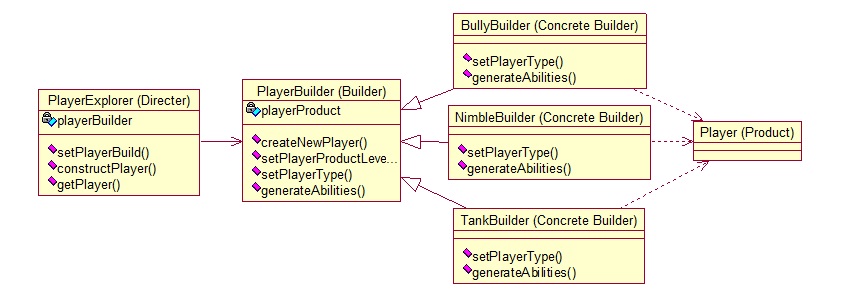 PlayerExplorer (Directer)
playerBuilder
setPlayerBuild()
constructPlayer()
getPlayer()
PlayerBuilder (Builder)
playerProduct
createNewPlayer()
setPlayerProductLeve...
setPlayerType()
generateAbilities()
BullyBuilder (Concrete Builder)
setPlayerType()
generateAbilities()
NimbleBuilder (Concrete Builder)
setPlayerType()
generateAbilities()
TankBuilder (Concrete Builder)
setPlayerType()
generateAbilities()
Player (Product)